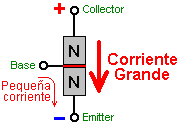 +
Collector
N
Base
Corriente
Grande
Pequeña
corriente
N
–
Emitter